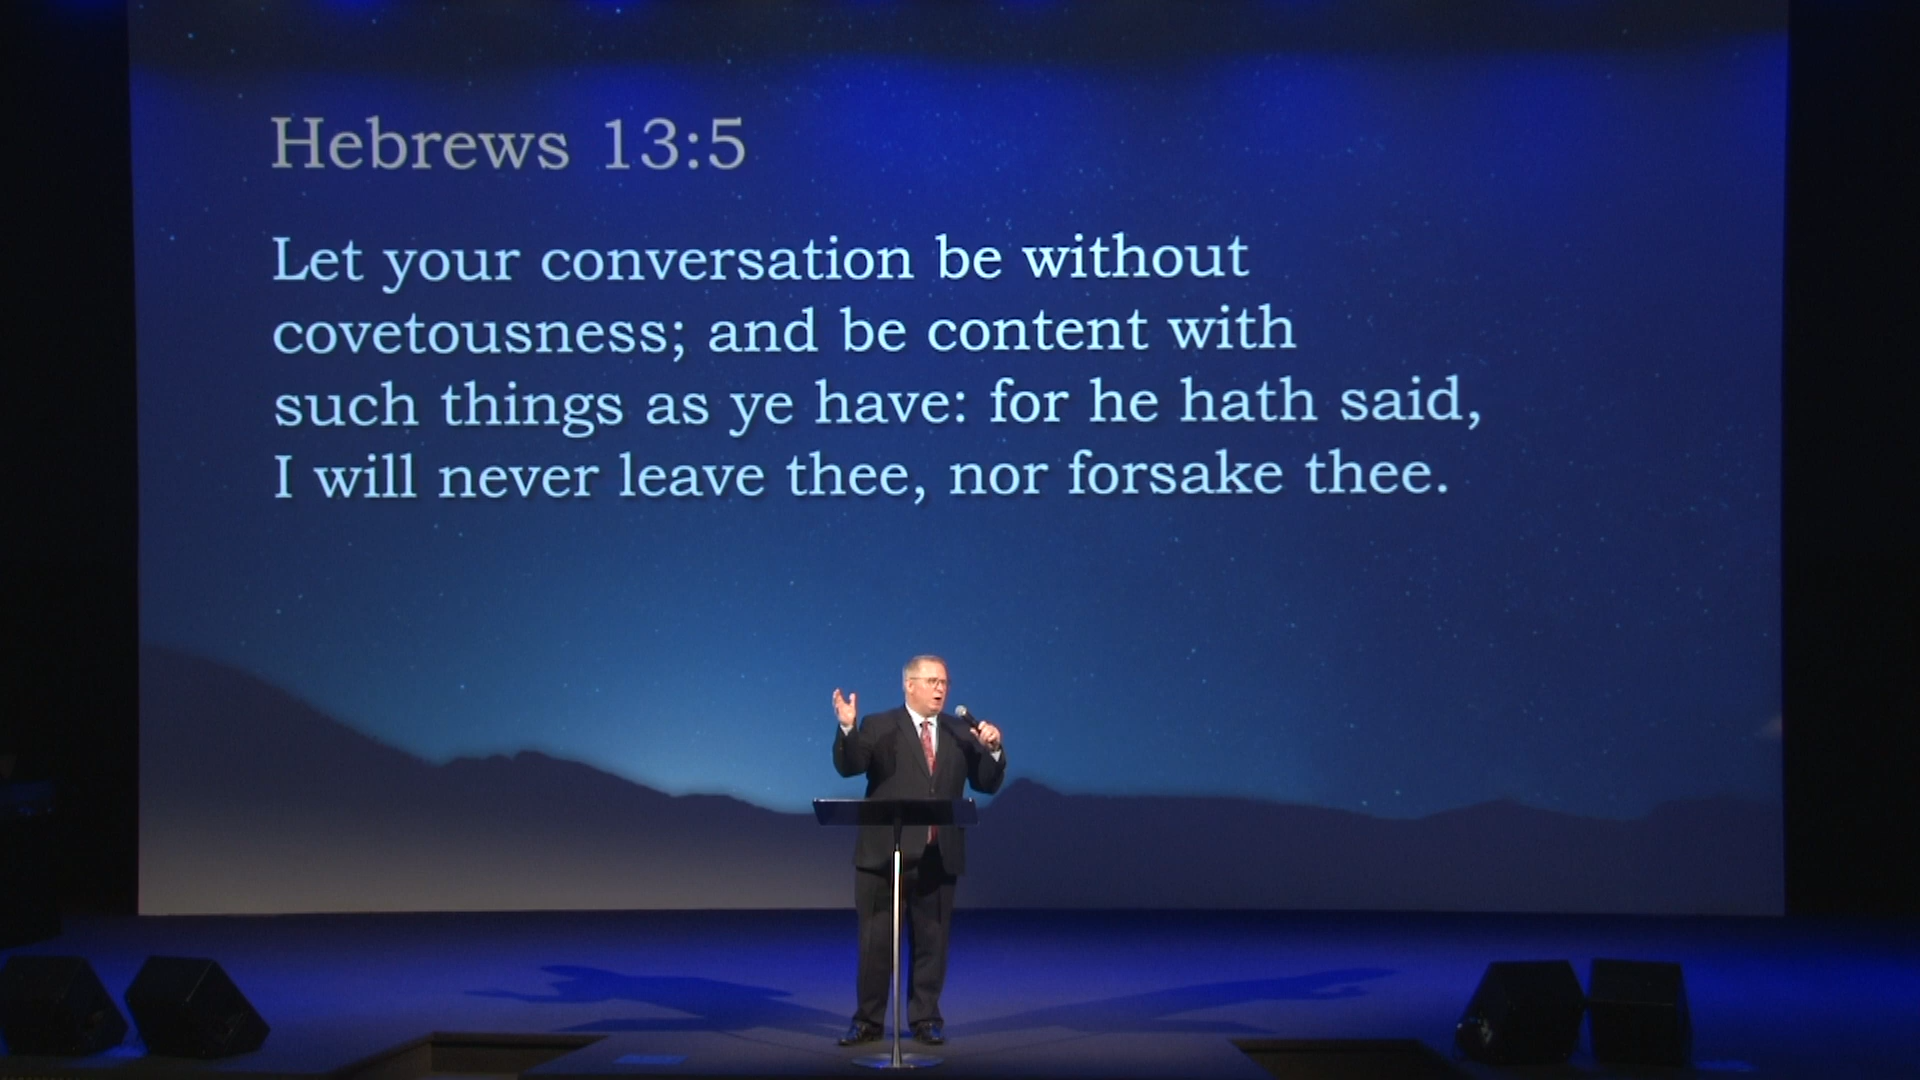 Hebrews 13:5
Let your conversation be without
covetousness; and be content with
such things as ye have: for he hath said,
I will never leave thee, nor forsake thee.